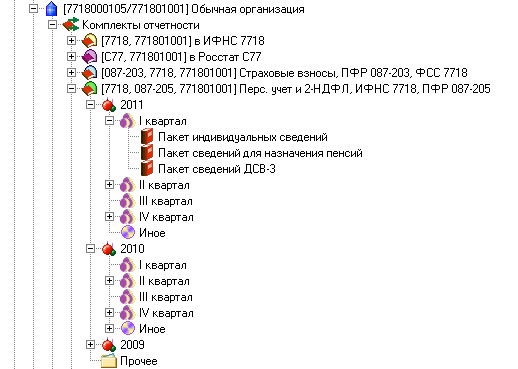 [7718000105/771801001] Обычная организация
Комплекты отчетности
[7718, 771801001] в ИФНС 7718
[С77, 771801001] в Росстат С77
[087-203, 7718, 771801001] Страховые взносы, ПФР 087-203, ФСС 7718
[7718, 087-205, 771801001] Перс. учет и 2-НДФЛ, ИФНС 7718, ПФР 087-205
2011
I квартал
Пакет индивидуальных сведений
Пакет сведений для назначения пенсий
Пакет сведений ДСВ-3
II квартал
III квартал
IV квартал
Иное
2010
I квартал
II квартал
III квартал
IV квартал
Иное
2009
Прочее